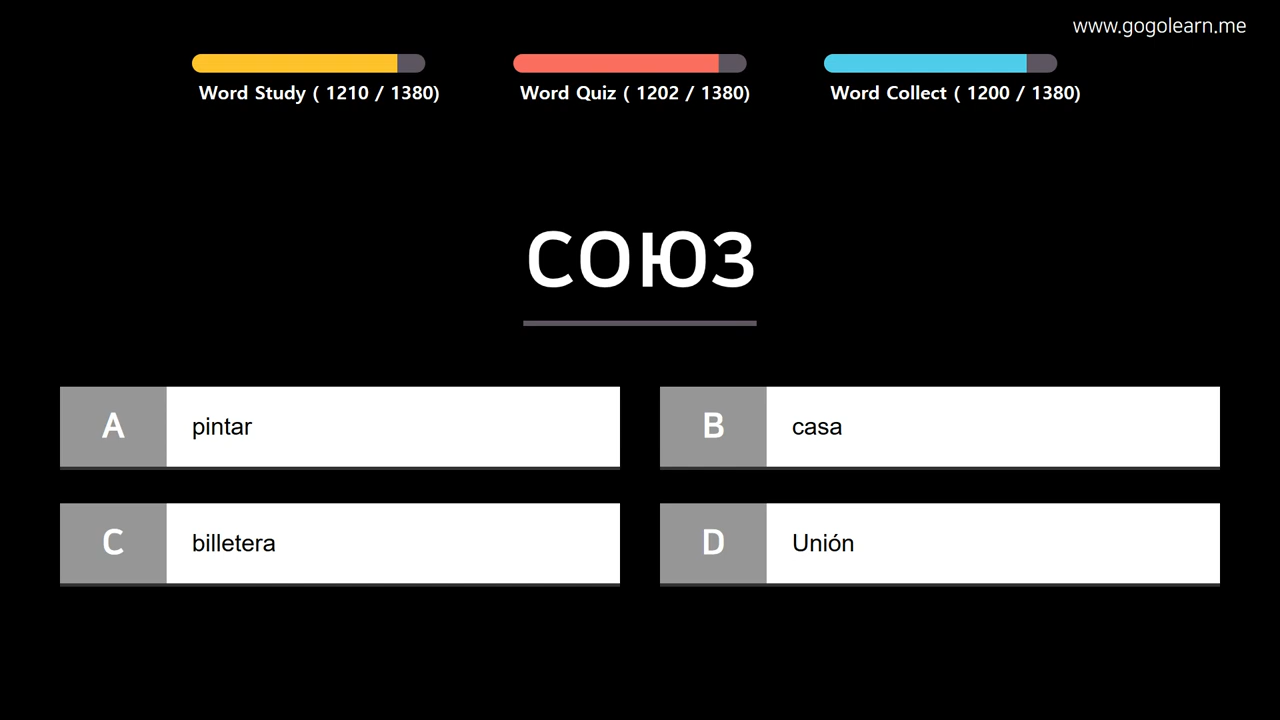 www.gogolearn.me
Word Study ( 1210 / 1380)
Word Quiz ( 1202 / 1380)
Word Collect ( 1200 / 1380)
союз
A pintar
B casa
C billetera
D Unión